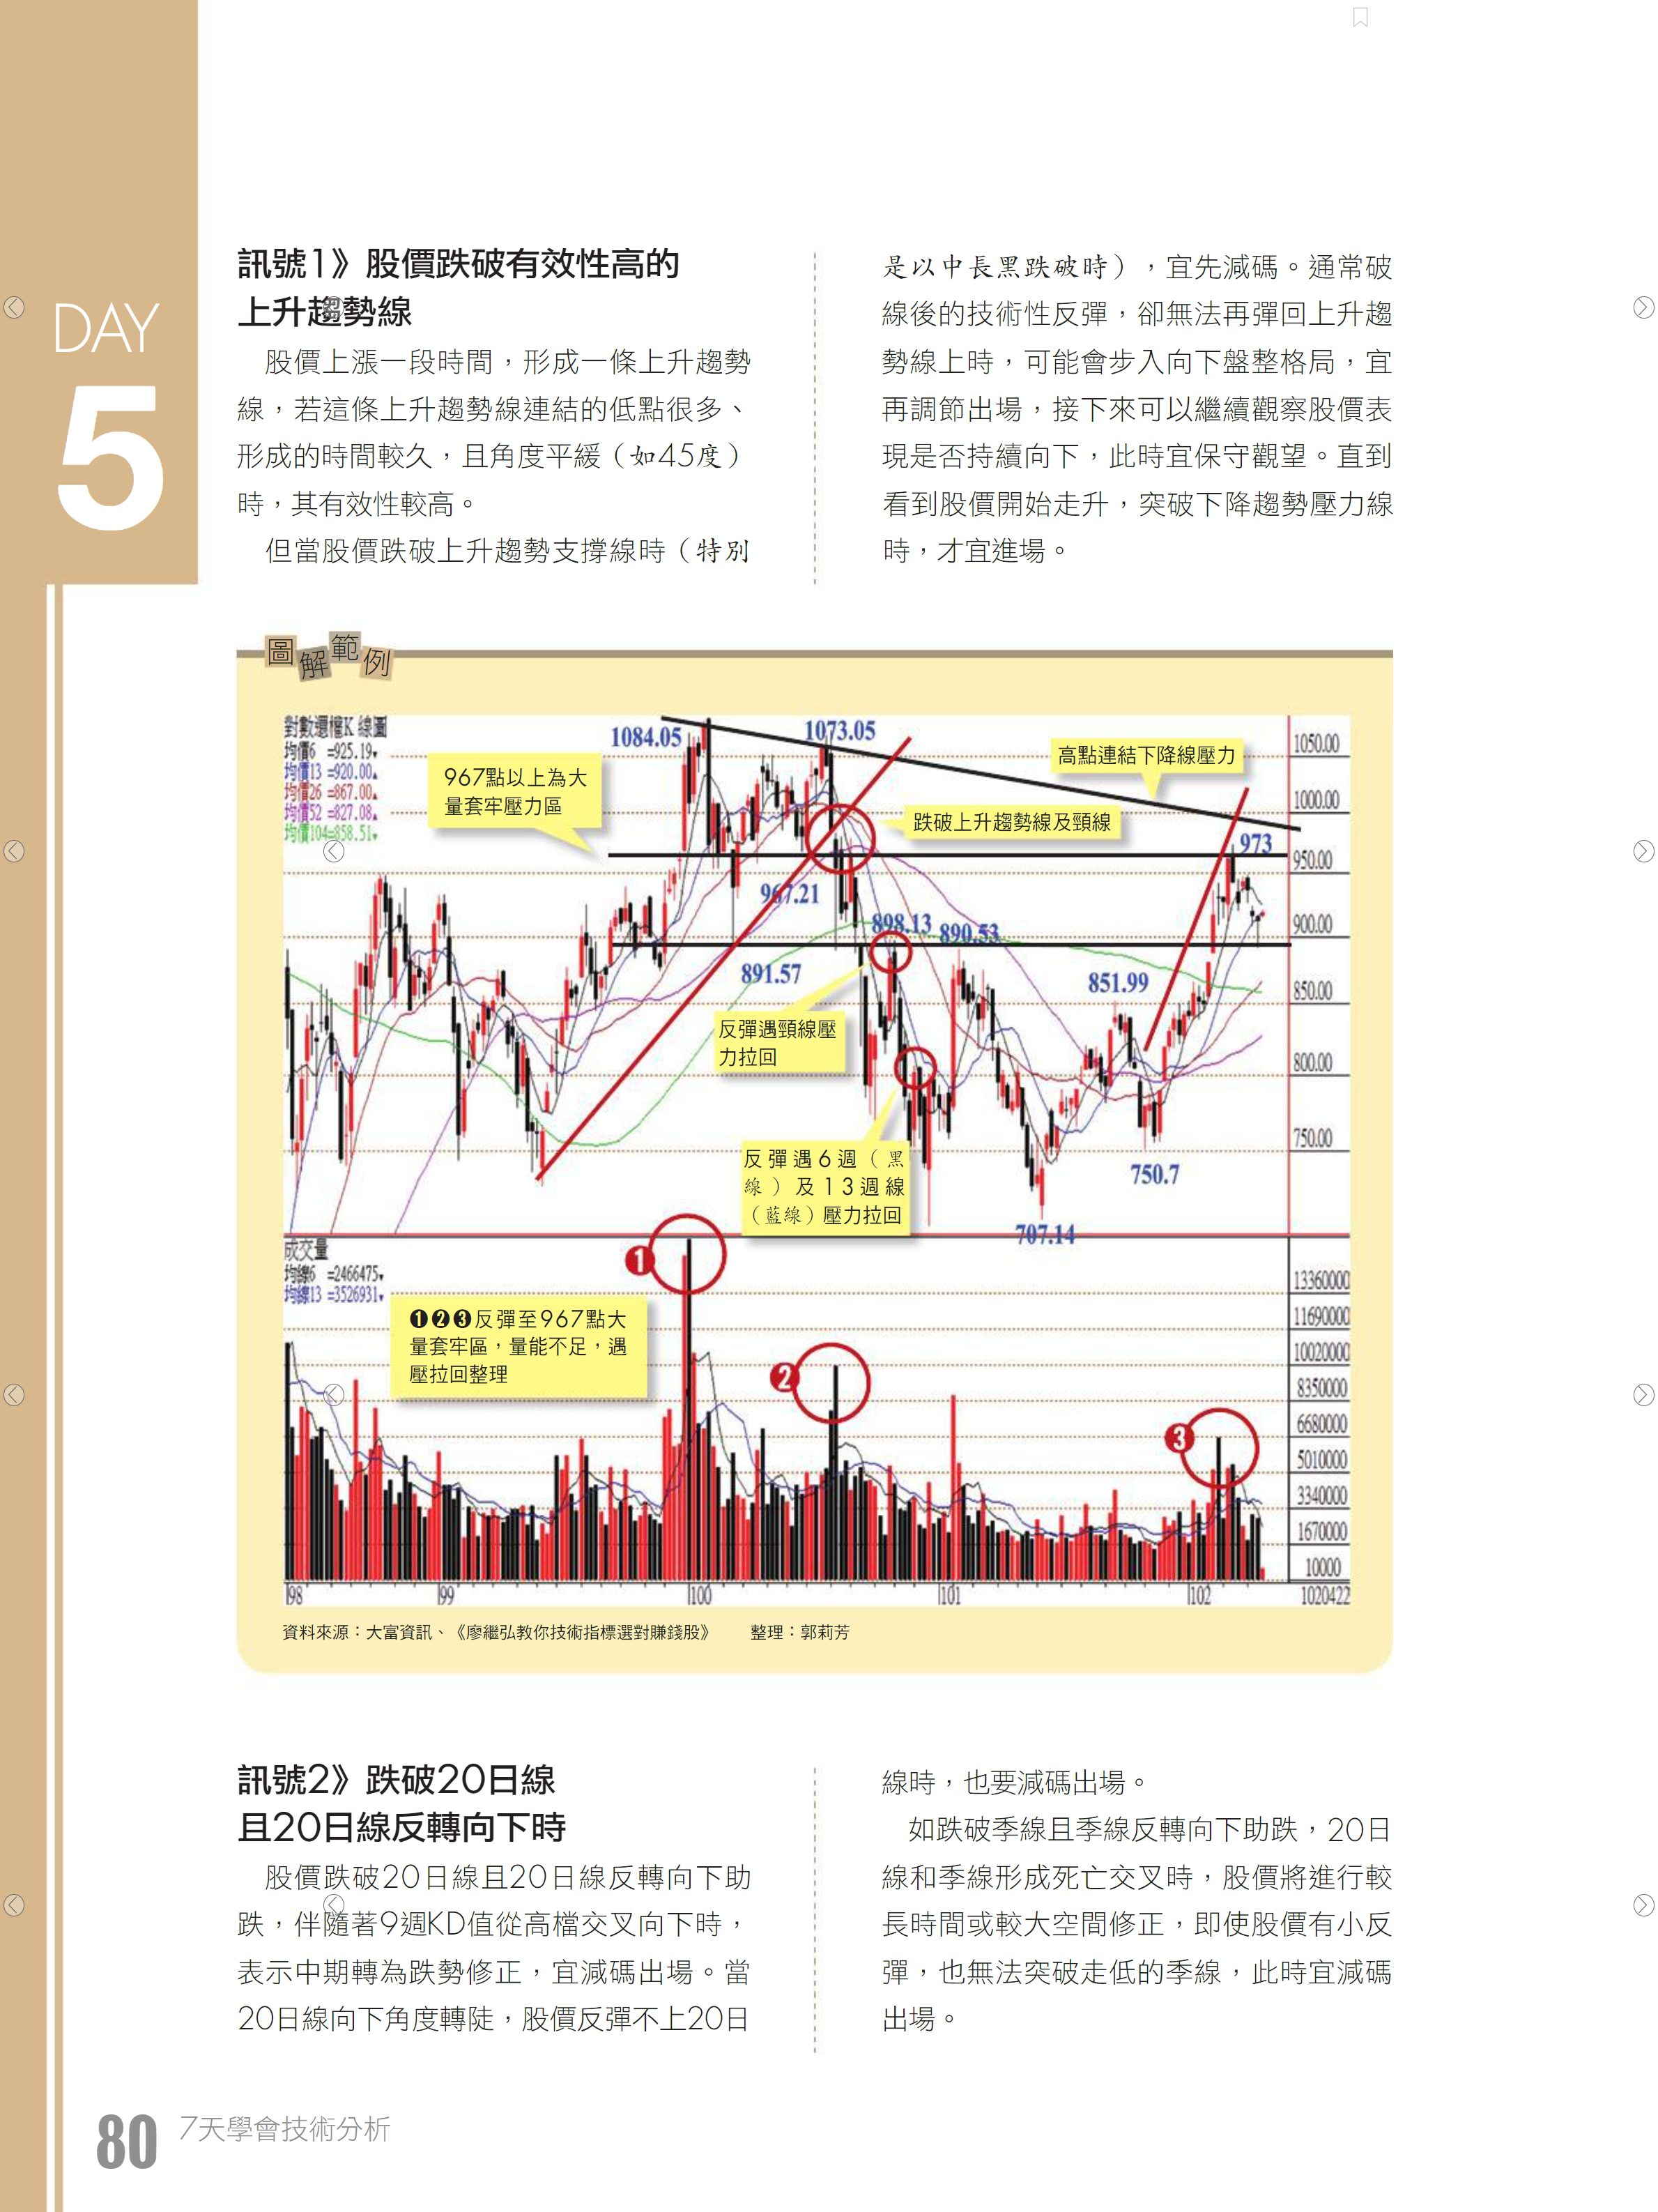 DAY
5
訊號1》股價跌破有效性高的
上升趨勢線
股價上漲一段時間，形成一條上升趨勢
線，若這條上升趨勢線連結的低點很多、
形成的時間較久，且角度平緩（如45度）
時，其有效性較高。
但當股價跌破上升趨勢支撐線時（特別
是以中長黑跌破時），宜先減碼。通常破
線後的技術性反彈，卻無法再彈回上升趨
勢線上時，可能會步入向下盤整格局，宜
再調節出場，接下來可以繼續觀察股價表
現是否持續向下，此時宜保守觀望。直到
看到股價開始走升，突破下降趨勢壓力線
時，才宜進場。
圖解範例
對數還權K 線圖
均價6 =925.19▼
均價13 =920.00▲
均價26 =867.00▲
均價52 =827.08▲
均價104=858.51▼
1084.05
1073.05
高點連結下降線壓力
967點以上為大
量套牢壓力區
跌破上升趨勢線及頸線
973
967.21
898.13
890.53
891.57
851.99
反彈遇頸線壓
力拉回
反彈遇6週（黑
線）及13週線
（藍線）壓力拉回
750.7
707.14
1050.00
1000.00
950.00
900.00
850.00
800.00
750.00
成交量
均線6 =2466475▼
均線13 =3526931▼
❶
❷
❸
❶❷❸反彈至967點大
量套牢區，量能不足，遇
壓拉回整理
13360000
11690000
10020000
8350000
6680000
5010000
3340000
1670000
10000
98 99 100 101 102 1020422
資料來源：大富資訊、《廖繼弘教你技術指標選對賺錢股》 整理：郭莉芳
訊號2》跌破20日線
且20日線反轉向下時
股價跌破20日線且20日線反轉向下助
跌，伴隨著9週KD值從高檔交叉向下時，
表示中期轉為跌勢修正，宜減碼出場。當
20日線向下角度轉陡，股價反彈不上20日
線時，也要減碼出場。
如跌破季線且季線反轉向下助跌，20日
線和季線形成死亡交叉時，股價將進行較
長時間或較大空間修正，即使股價有小反
彈，也無法突破走低的季線，此時宜減碼
出場。
80 7天學會技術分析